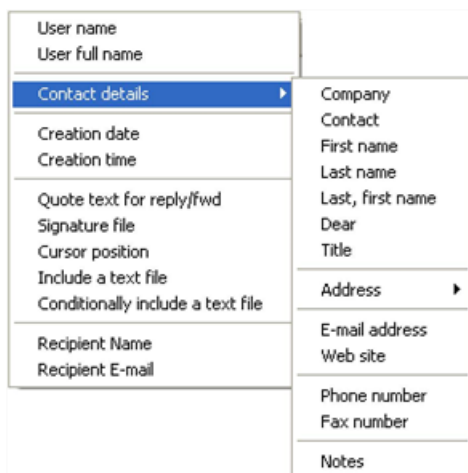 User name
User full name
Contact details
Creation date
Creation time
Quote text for reply/fwd
Signature file
Cursor position
Include a text file
Conditionally include a text file
Recipient Name
Recipient E-mail
Company
Contact
First name
Last name
Last, first name
Dear
Title
Address
E-mail address
Web site
Phone number
Fax number
Notes